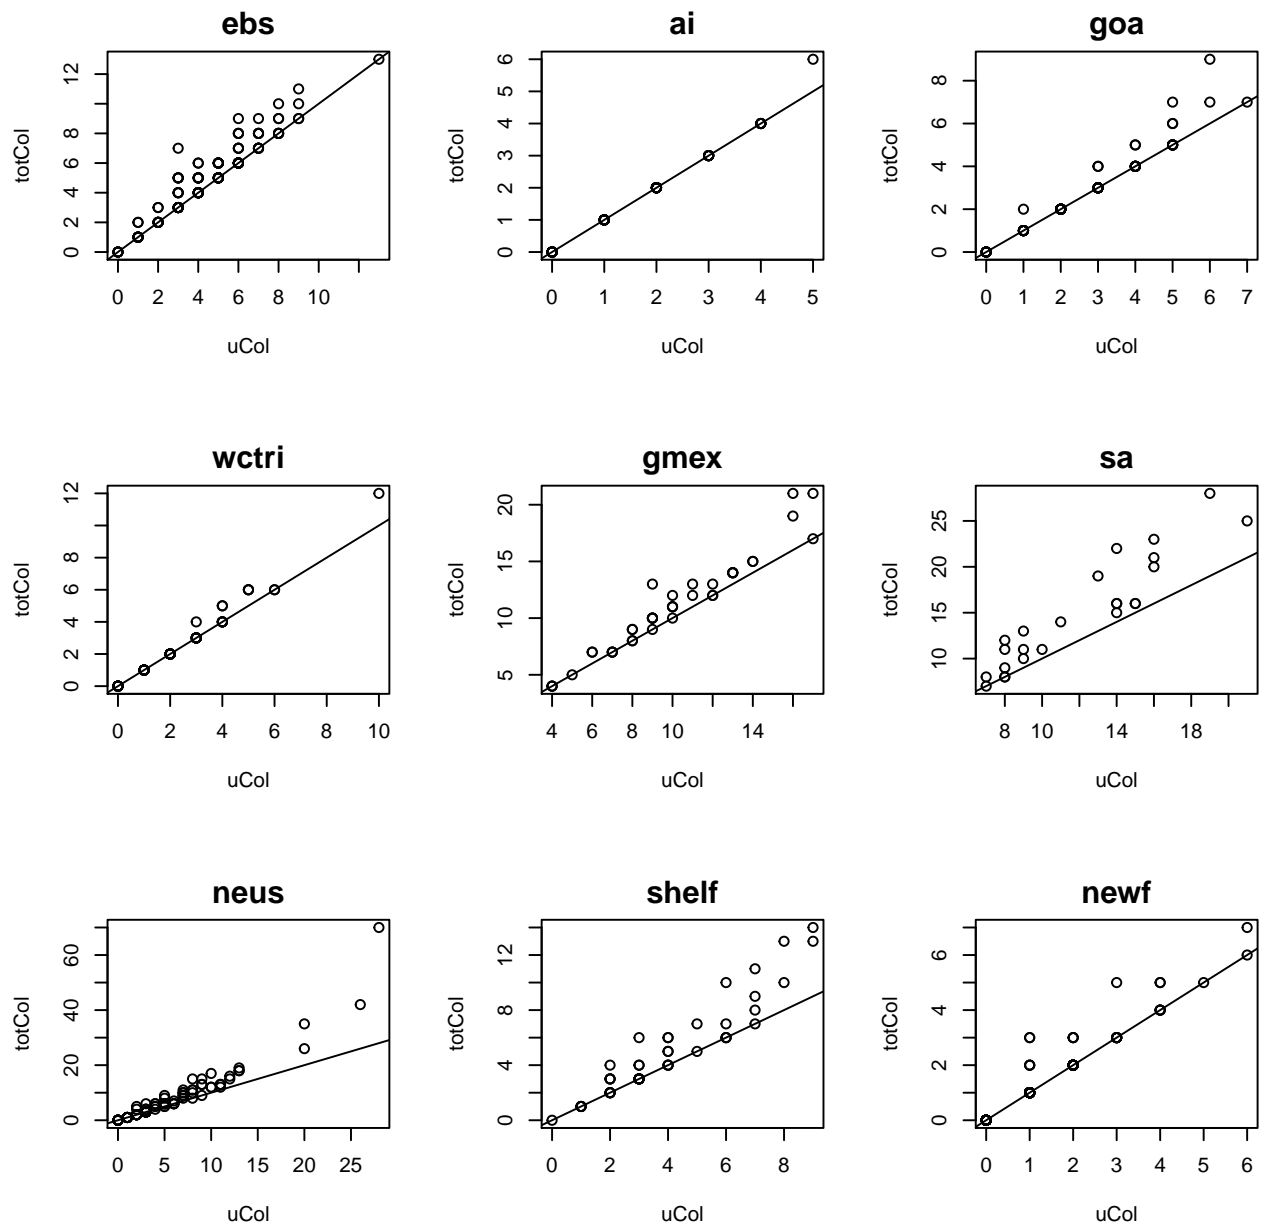 ebs
totCol
0 2 4 6 8 12
0 2 4 6 8 10
uCol
ai
totCol
0 1 2 3 4 5 6
0 1 2 3 4 5
uCol
goa
totCol
0 2 4 6 8
0 1 2 3 4 5 6 7
uCol
wctri
totCol
0 2 4 6 8 12
0 2 4 6 8 10
uCol
gmex
totCol
5 10 15 20
4 6 8 10 14
uCol
sa
totCol
10 15 20 25
8 10 14 18
uCol
neus
totCol
0 20 40 60
0 5 10 15 20 25
uCol
shelf
totCol
0 4 8 12
0 2 4 6 8
uCol
newf
totCol
0 2 4 6
0 1 2 3 4 5 6
uCol